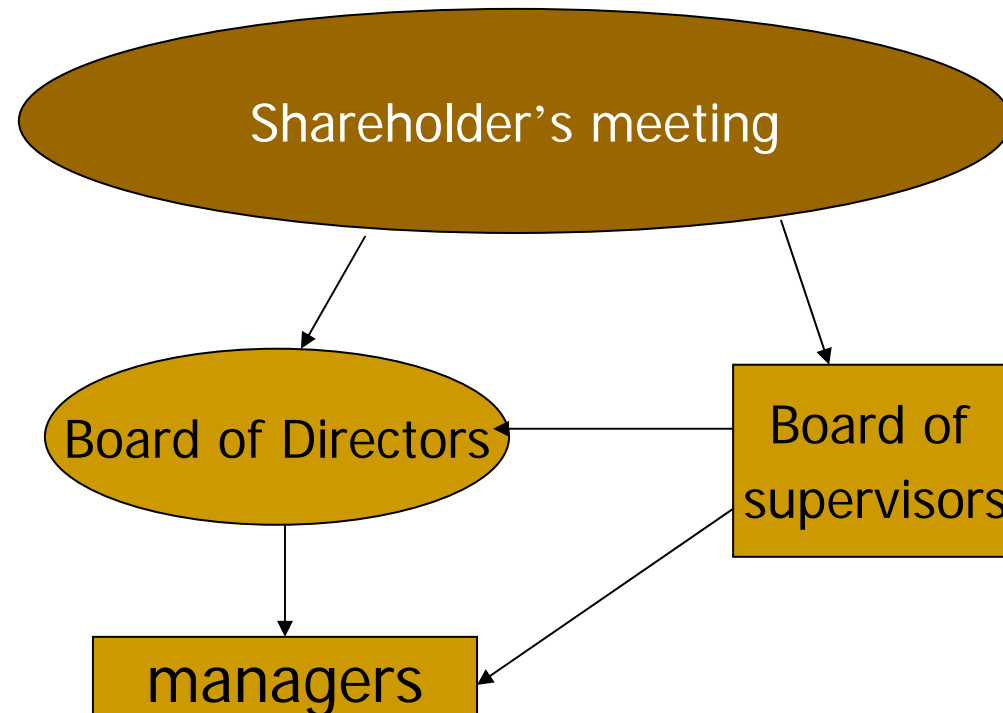 Shareholder’s meeting
Board of Directors
Board of
supervisors
managers